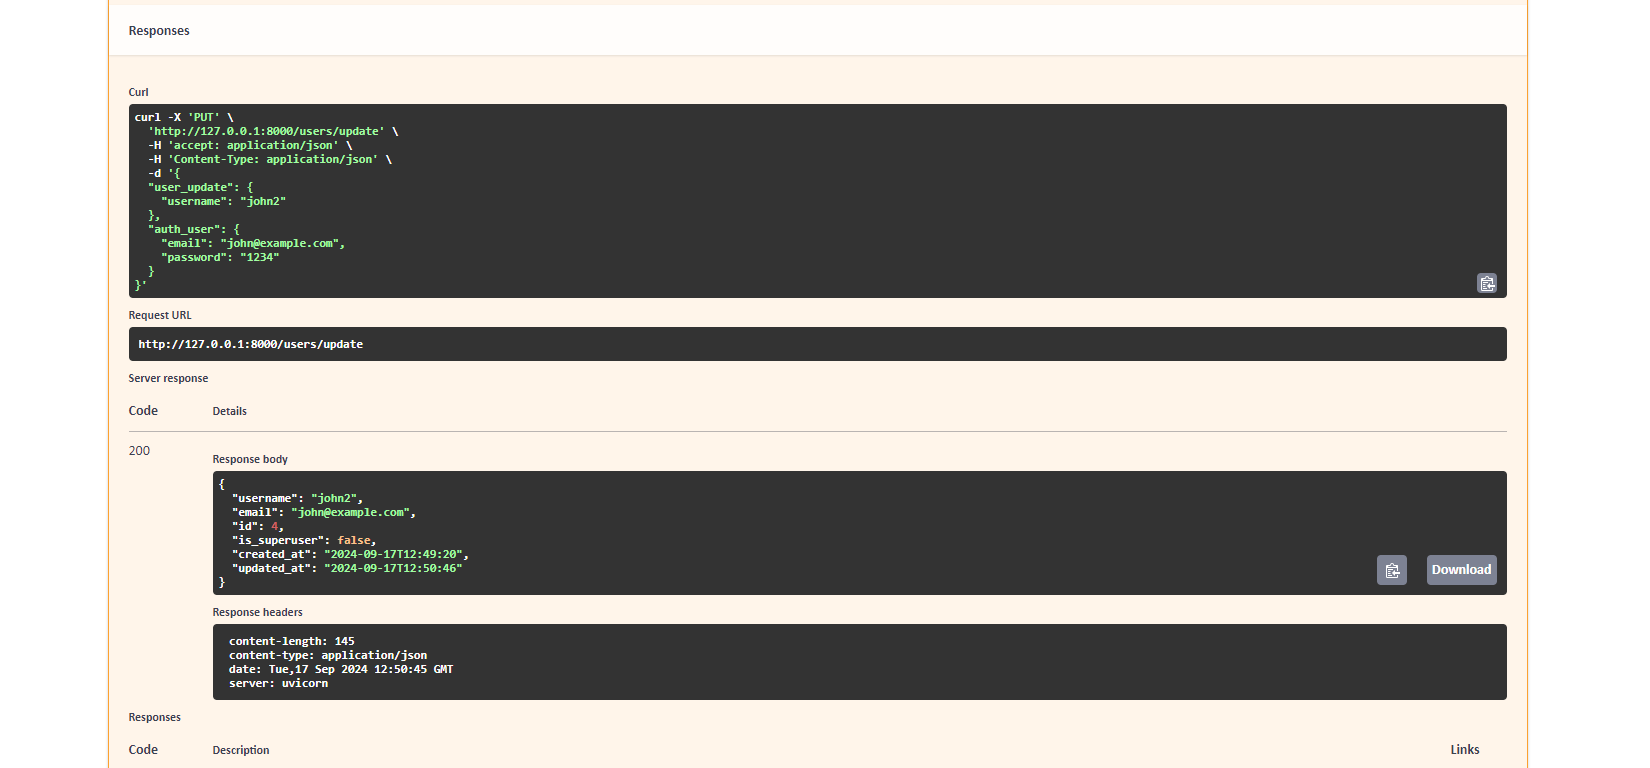 Responses
Curl
curl -X 'PUT' \
  'http://127.0.0.1:8000/users/update' \
  -H 'accept: application/json' \
  -H 'Content-Type: application/json' \
  -d '{
  "user_update": {
    "username": "john2"
  },
  "auth_user": {
    "email": "john@example.com",
    "password": "1234"
  }
}'
Request URL
http://127.0.0.1:8000/users/update
Server response
Code Details
200
Response body
{
  "username": "john2",
  "email": "john@example.com",
  "id": 4,
  "is_superuser": false,
  "created_at": "2024-09-17T12:49:20",
  "updated_at": "2024-09-17T12:50:46"
}
Download
Response headers
content-length: 145
content-type: application/json
date: Tue,17 Sep 2024 12:50:45 GMT
server: uvicorn
Responses
Code Description Links